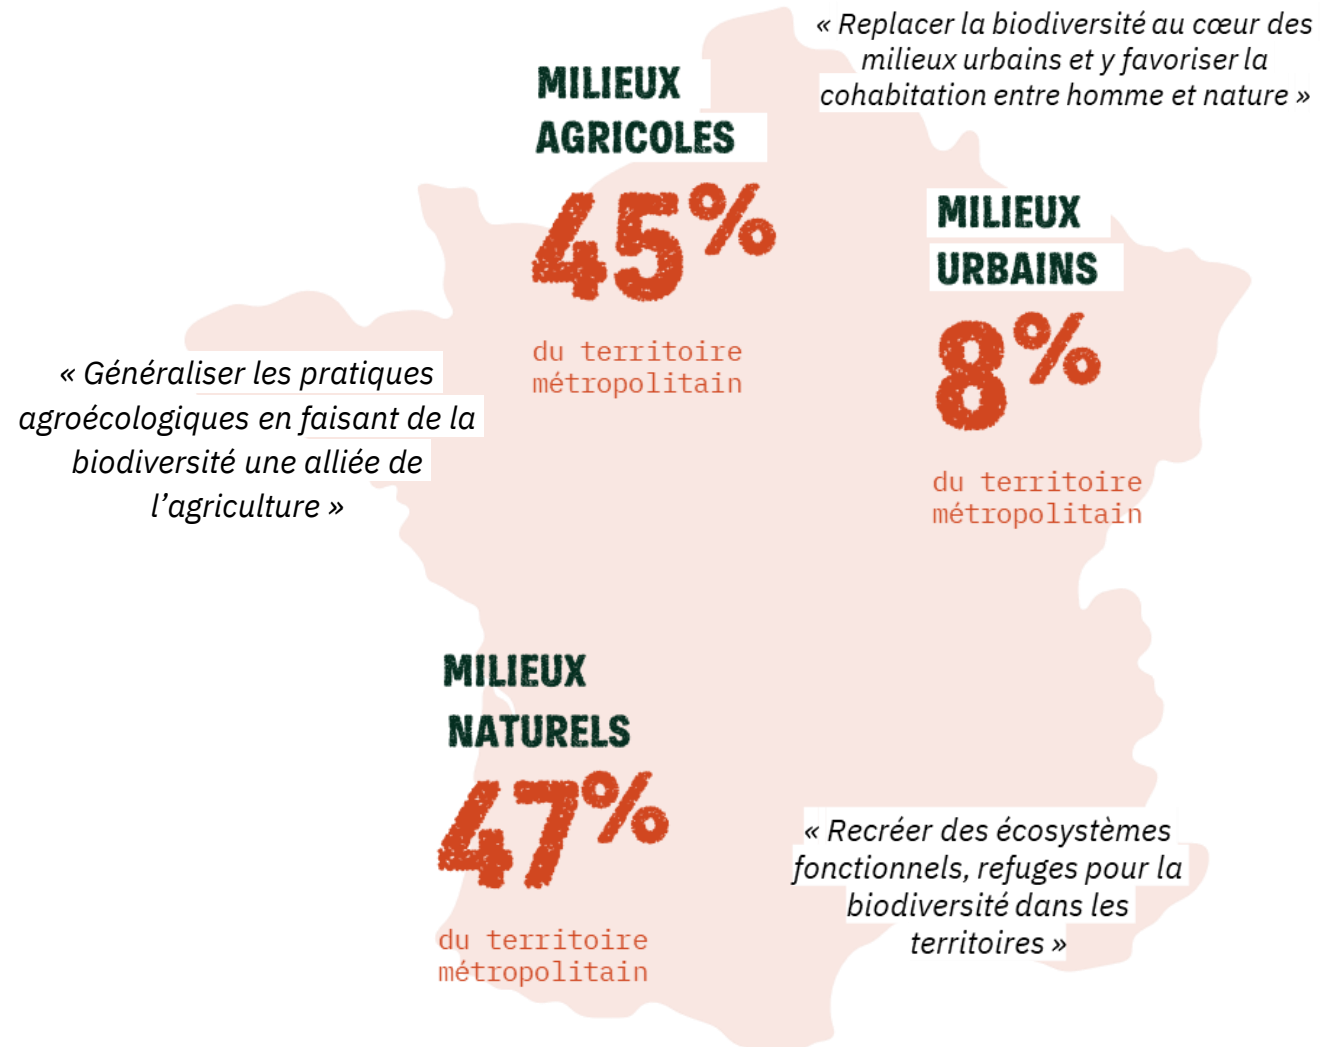 « Replacer la biodiversité au cœur des
milieux urbains et y favoriser la
cohabitation entre homme et nature »
MILIEUX
AGRICOLES
45%
du territoire
métropolitain
MILIEUX
URBAINS
8%
du territoire
métropolitain
« Généraliser les pratiques
agroécologiques en faisant de la
biodiversité une alliée de
l’agriculture »
MILIEUX
NATURELS
47%
du territoire
métropolitain
« Recréer des écosystèmes
fonctionnels, refuges pour la
biodiversité dans les
territoires »